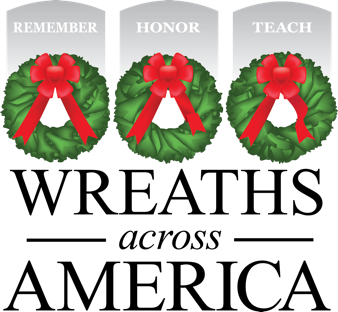 REMEMBER HONOR TEACH
WREATHS
across
AMERICA